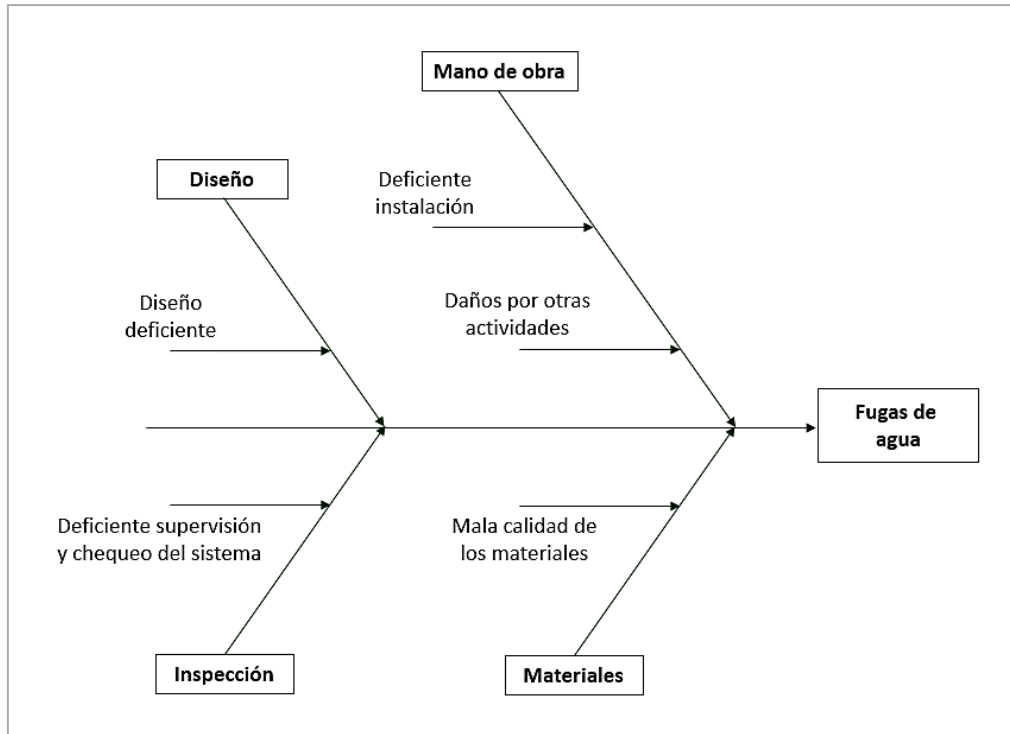 Mano de obra
Diseño
Deficiente
instalación
Diseño
deficiente
Daños por otras
actividades
Fugas de
agua
Deficiente supervisión
y chequeo del sistema
Mala calidad de
los materiales
Inspección
Materiales